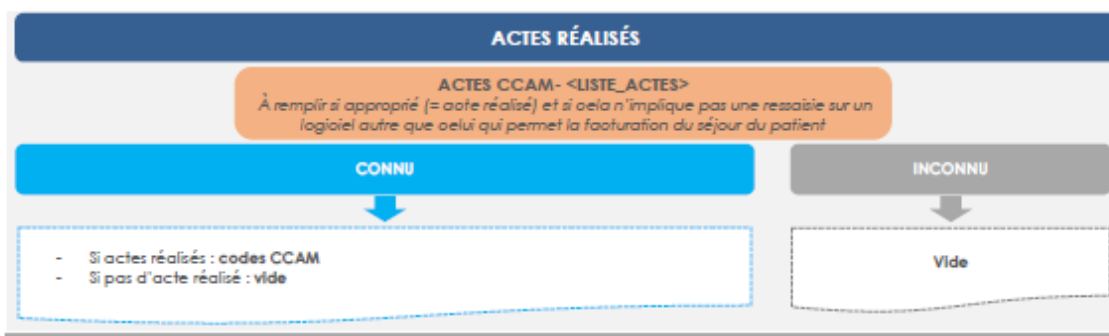 ACTES RÉALISÉS
ACTES CCAM- <LISTE_ACTES>
À remplir si approprié (= acte réalisé) et si cela n'implique pas une ressaisie sur un
logiciel autre que celui qui permet la facturation du séjour du patient
CONNU
INCONNU
- Si actes réalisés : codes CCAM
- Si pas d'acte réalisé : vide
Vide